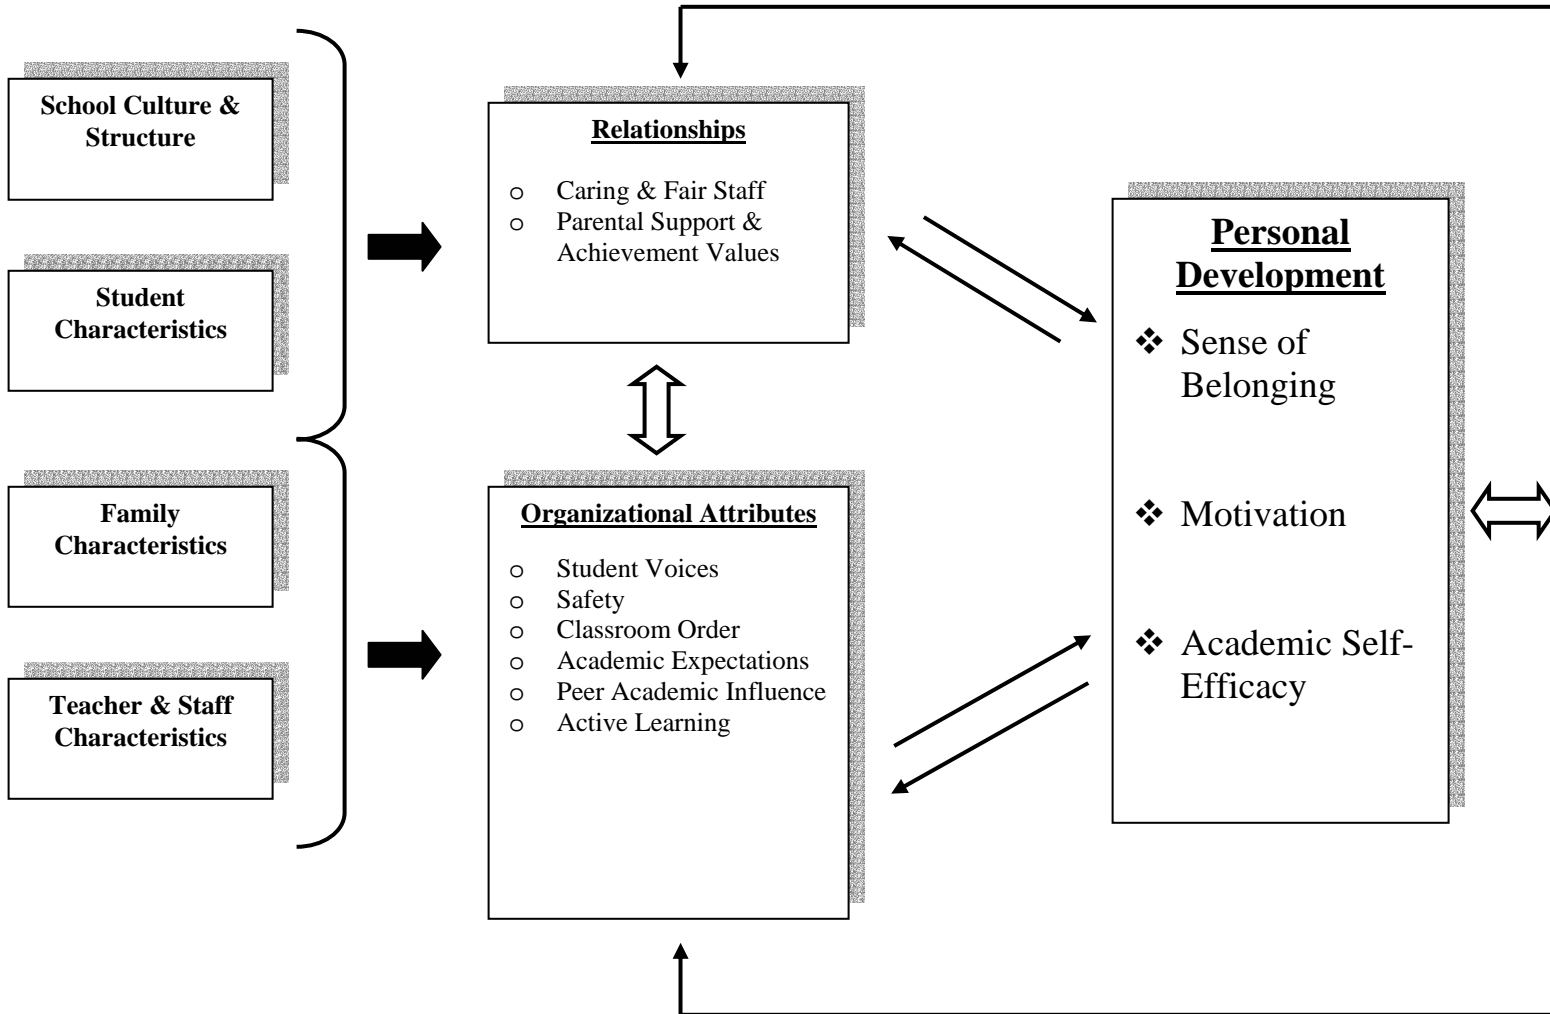 School Culture &
Structure
Student
Characteristics
Family
Characteristics
Teacher & Staff
Characteristics
Relationships
o Caring & Fair Staff
o Parental Support &
Achievement Values
Organizational Attributes
o Student Voices
o Safety
o Classroom Order
o Academic Expectations
o Peer Academic Influence
o Active Learning
Personal
Development
❖ Sense of
Belonging
❖ Motivation
❖ Academic Self-
Efficacy